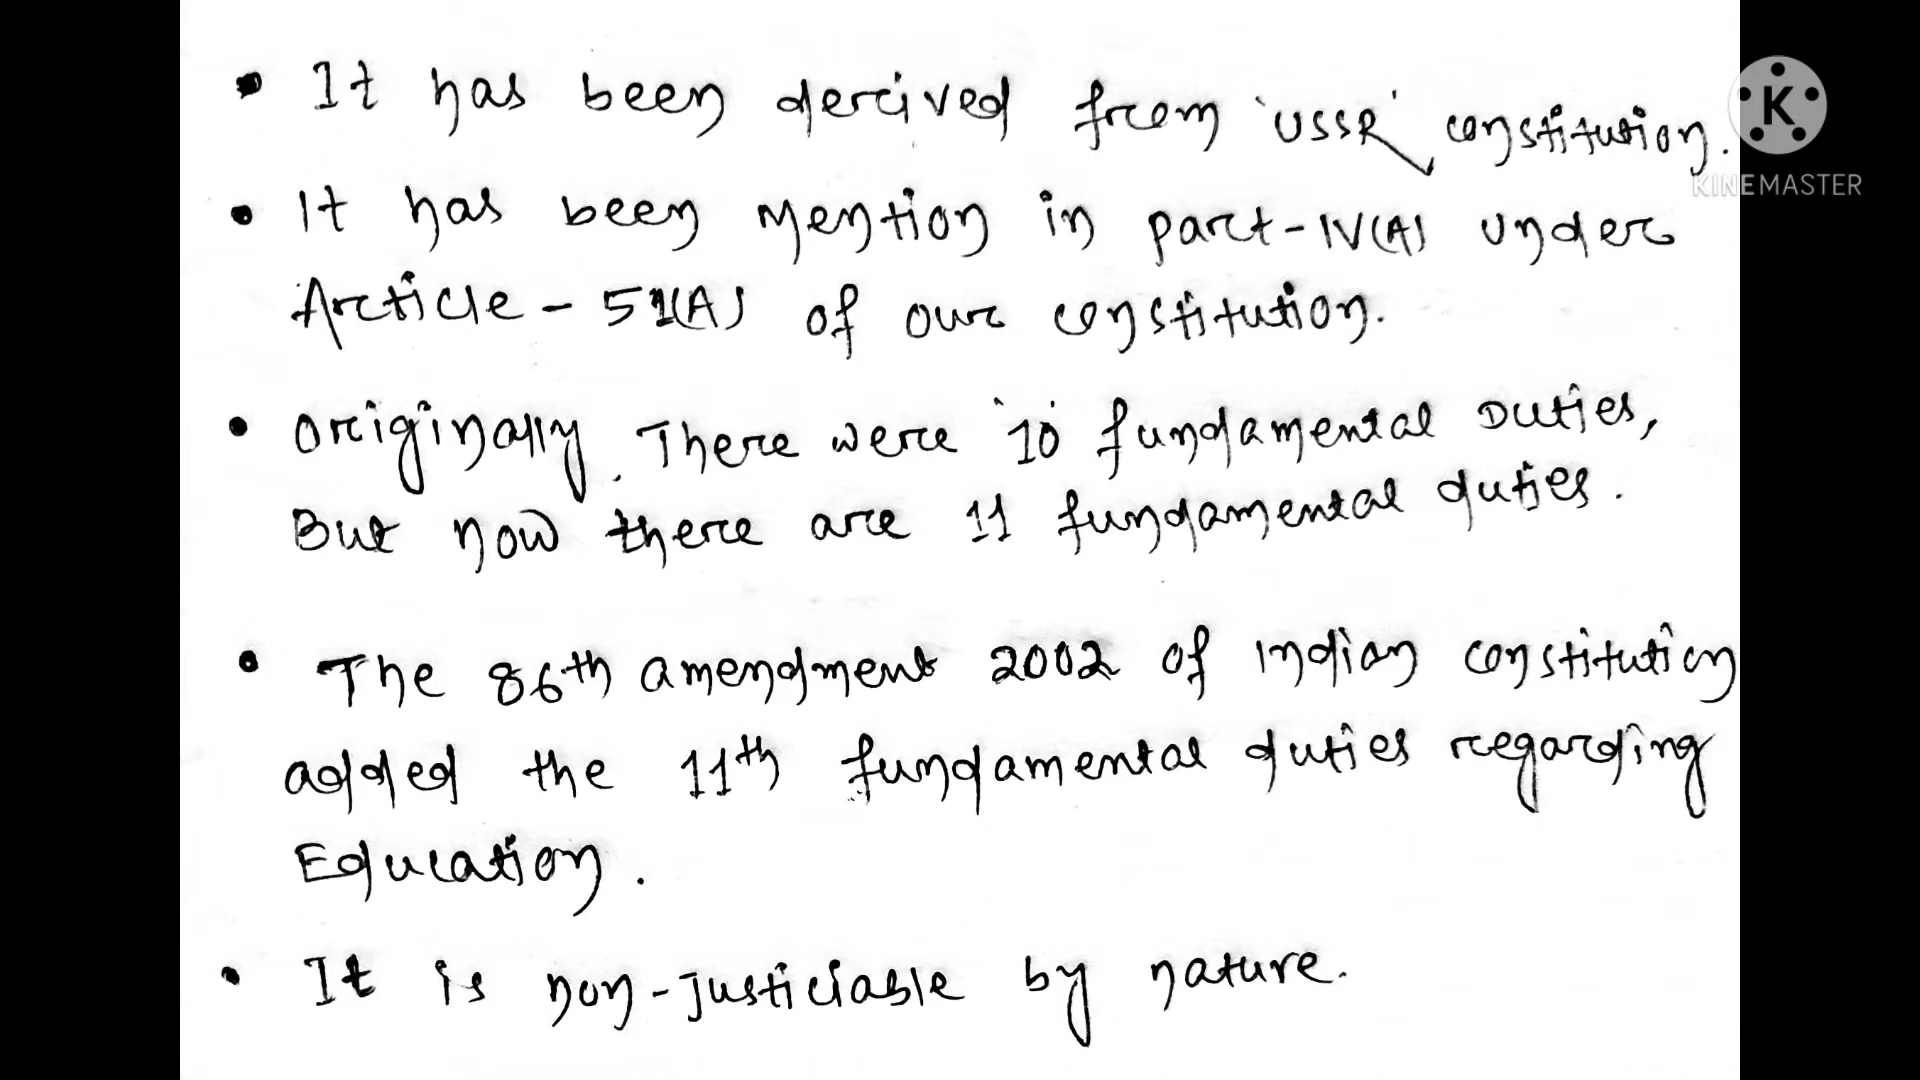 • It has been derived from 'USSR' constitution.
• It has been mention in part-IV(A) under
Article - 51(A) of our constitution.
• Originally, There were '10' fundamental Duties,
But now there are 11 fundamental duties.
• The 86th amendment 2002 of Indian constitution
added the 11th fundamental duties regarding
Education.
• It is non-justiciable by nature.
K
KINEMASTER